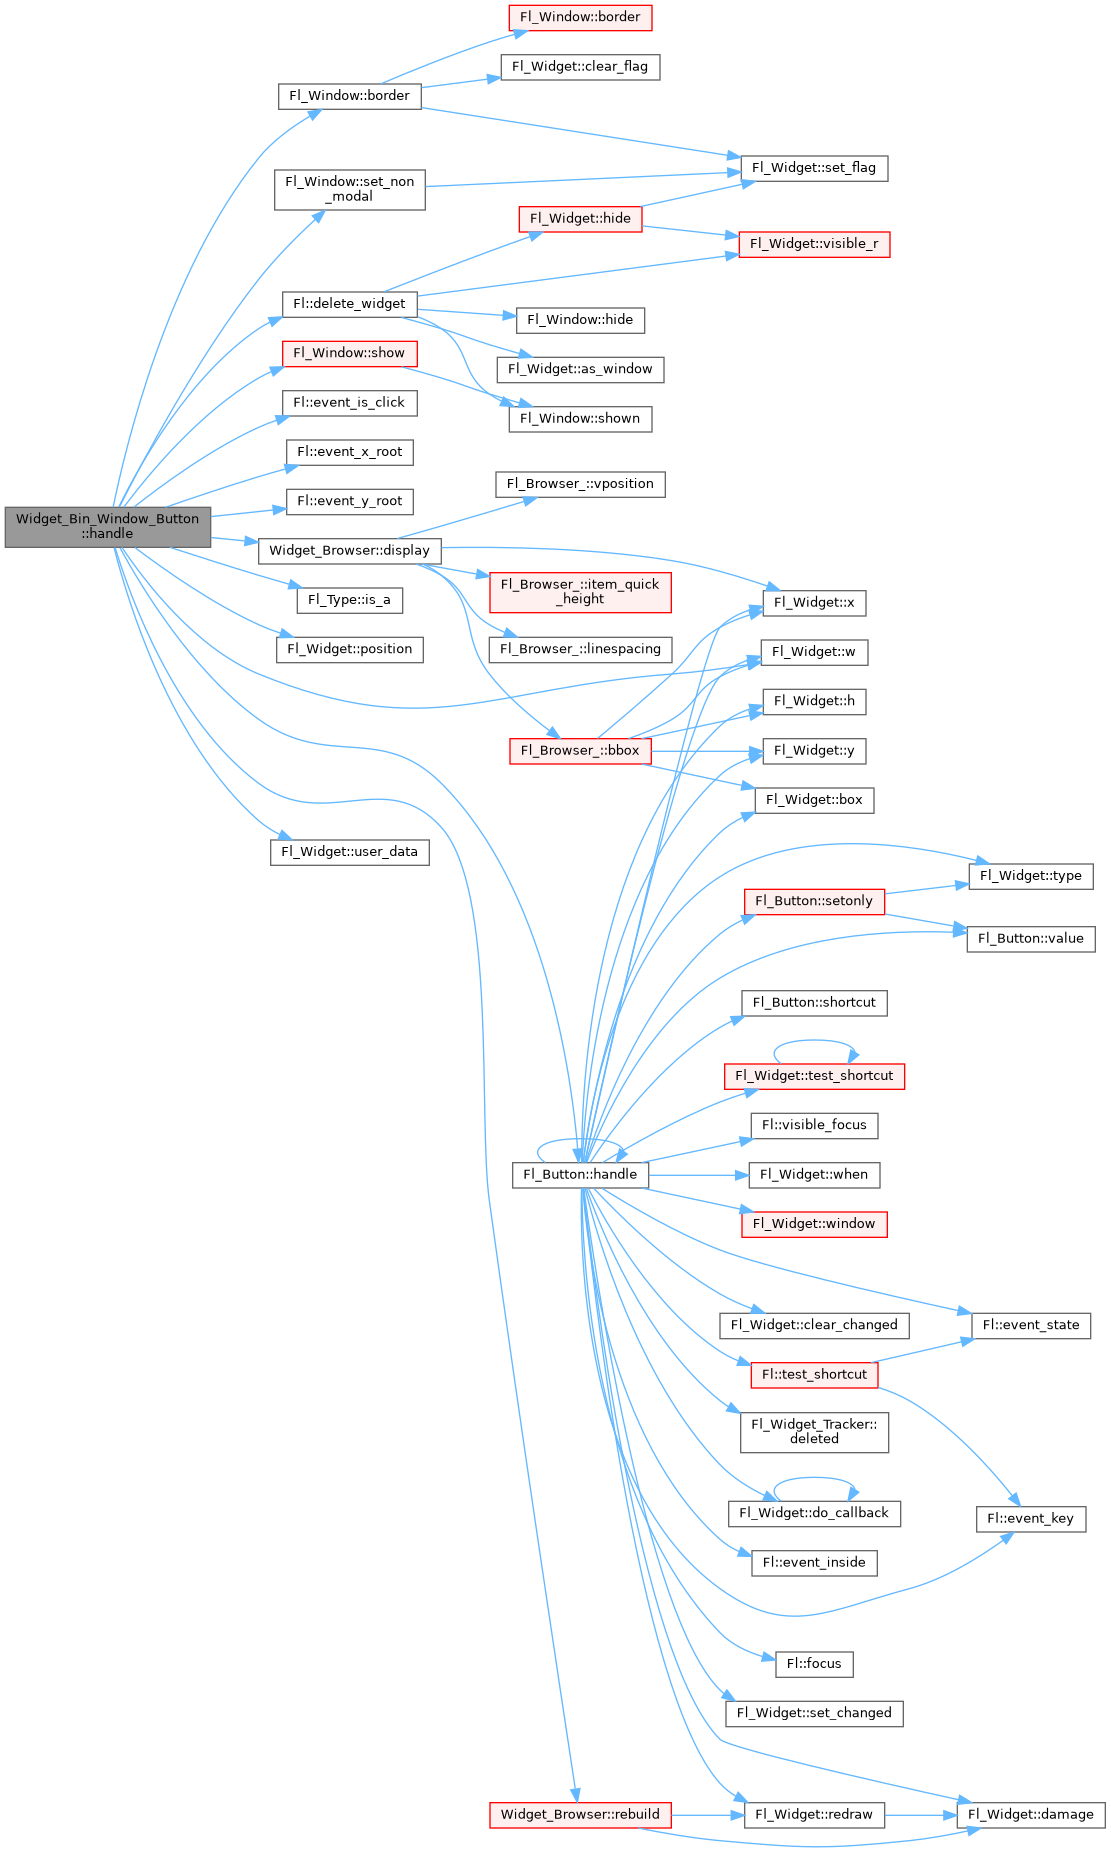 Fl_Window::border
Fl_Widget::clear_flag
Fl_Window::border
Fl_Widget::set_flag
Fl_Window::set_non
_modal
Fl_Widget::hide
Fl_Widget::visible_r
Fl::delete_widget
Fl_Window::hide
Fl_Window::show
Fl_Widget::as_window
Fl::event_is_click
Fl_Window::shown
Fl::event_x_root
Fl_Browser_::vposition
Fl::event_y_root
Widget_Bin_Window_Button
::handle
Widget_Browser::display
Fl_Browser_::item_quick
_height
Fl_Type::is_a
Fl_Widget::x
Fl_Widget::position
Fl_Browser_::linespacing
Fl_Widget::w
Fl_Widget::h
Fl_Browser_::bbox
Fl_Widget::y
Fl_Widget::box
Fl_Widget::user_data
Fl_Widget::type
Fl_Button::setonly
Fl_Button::value
Fl_Button::shortcut
Fl_Widget::test_shortcut
Fl::visible_focus
Fl_Button::handle
Fl_Widget::when
Fl_Widget::window
Fl_Widget::clear_changed
Fl::event_state
Fl::test_shortcut
Fl_Widget_Tracker::
deleted
Fl_Widget::do_callback
Fl::event_key
Fl::event_inside
Fl::focus
Fl_Widget::set_changed
Widget_Browser::rebuild
Fl_Widget::redraw
Fl_Widget::damage